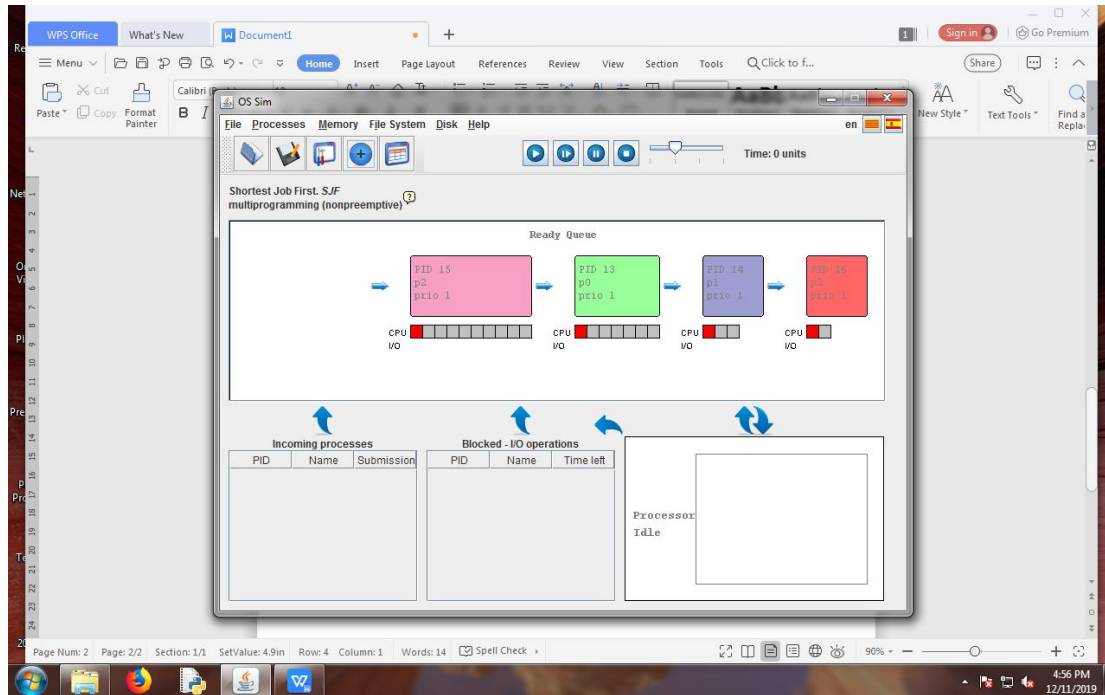 WPS Office What's New Document1 + 1 Sign in Go Premium
Menu Home Insert Page Layout References Review View Section Tools Click to f... Share
Cut
Paste Copy Format Painter Calibri B I New Style Text Tools Find a
Repla
OS Sim
File Processes Memory File System Disk Help en
Time: 0 units
Shortest Job First. SJF
multiprogramming (nonpreemptive) ?
Ready Queue
PID 15 PID 13 PID 14 PID 16
p2 p0 p1 p3
prio 1 prio 1 prio 1 prio 1
CPU CPU CPU CPU
I/O I/O I/O I/O
Incoming processes Blocked - I/O operations
PID Name Submission PID Name Time left
Processor
Idle
Page Num: 2 Page: 2/2 Section: 1/1 SetValue: 4.9in Row: 4 Column: 1 Words: 14 Spell Check 90%
4:56 PM
12/11/2019